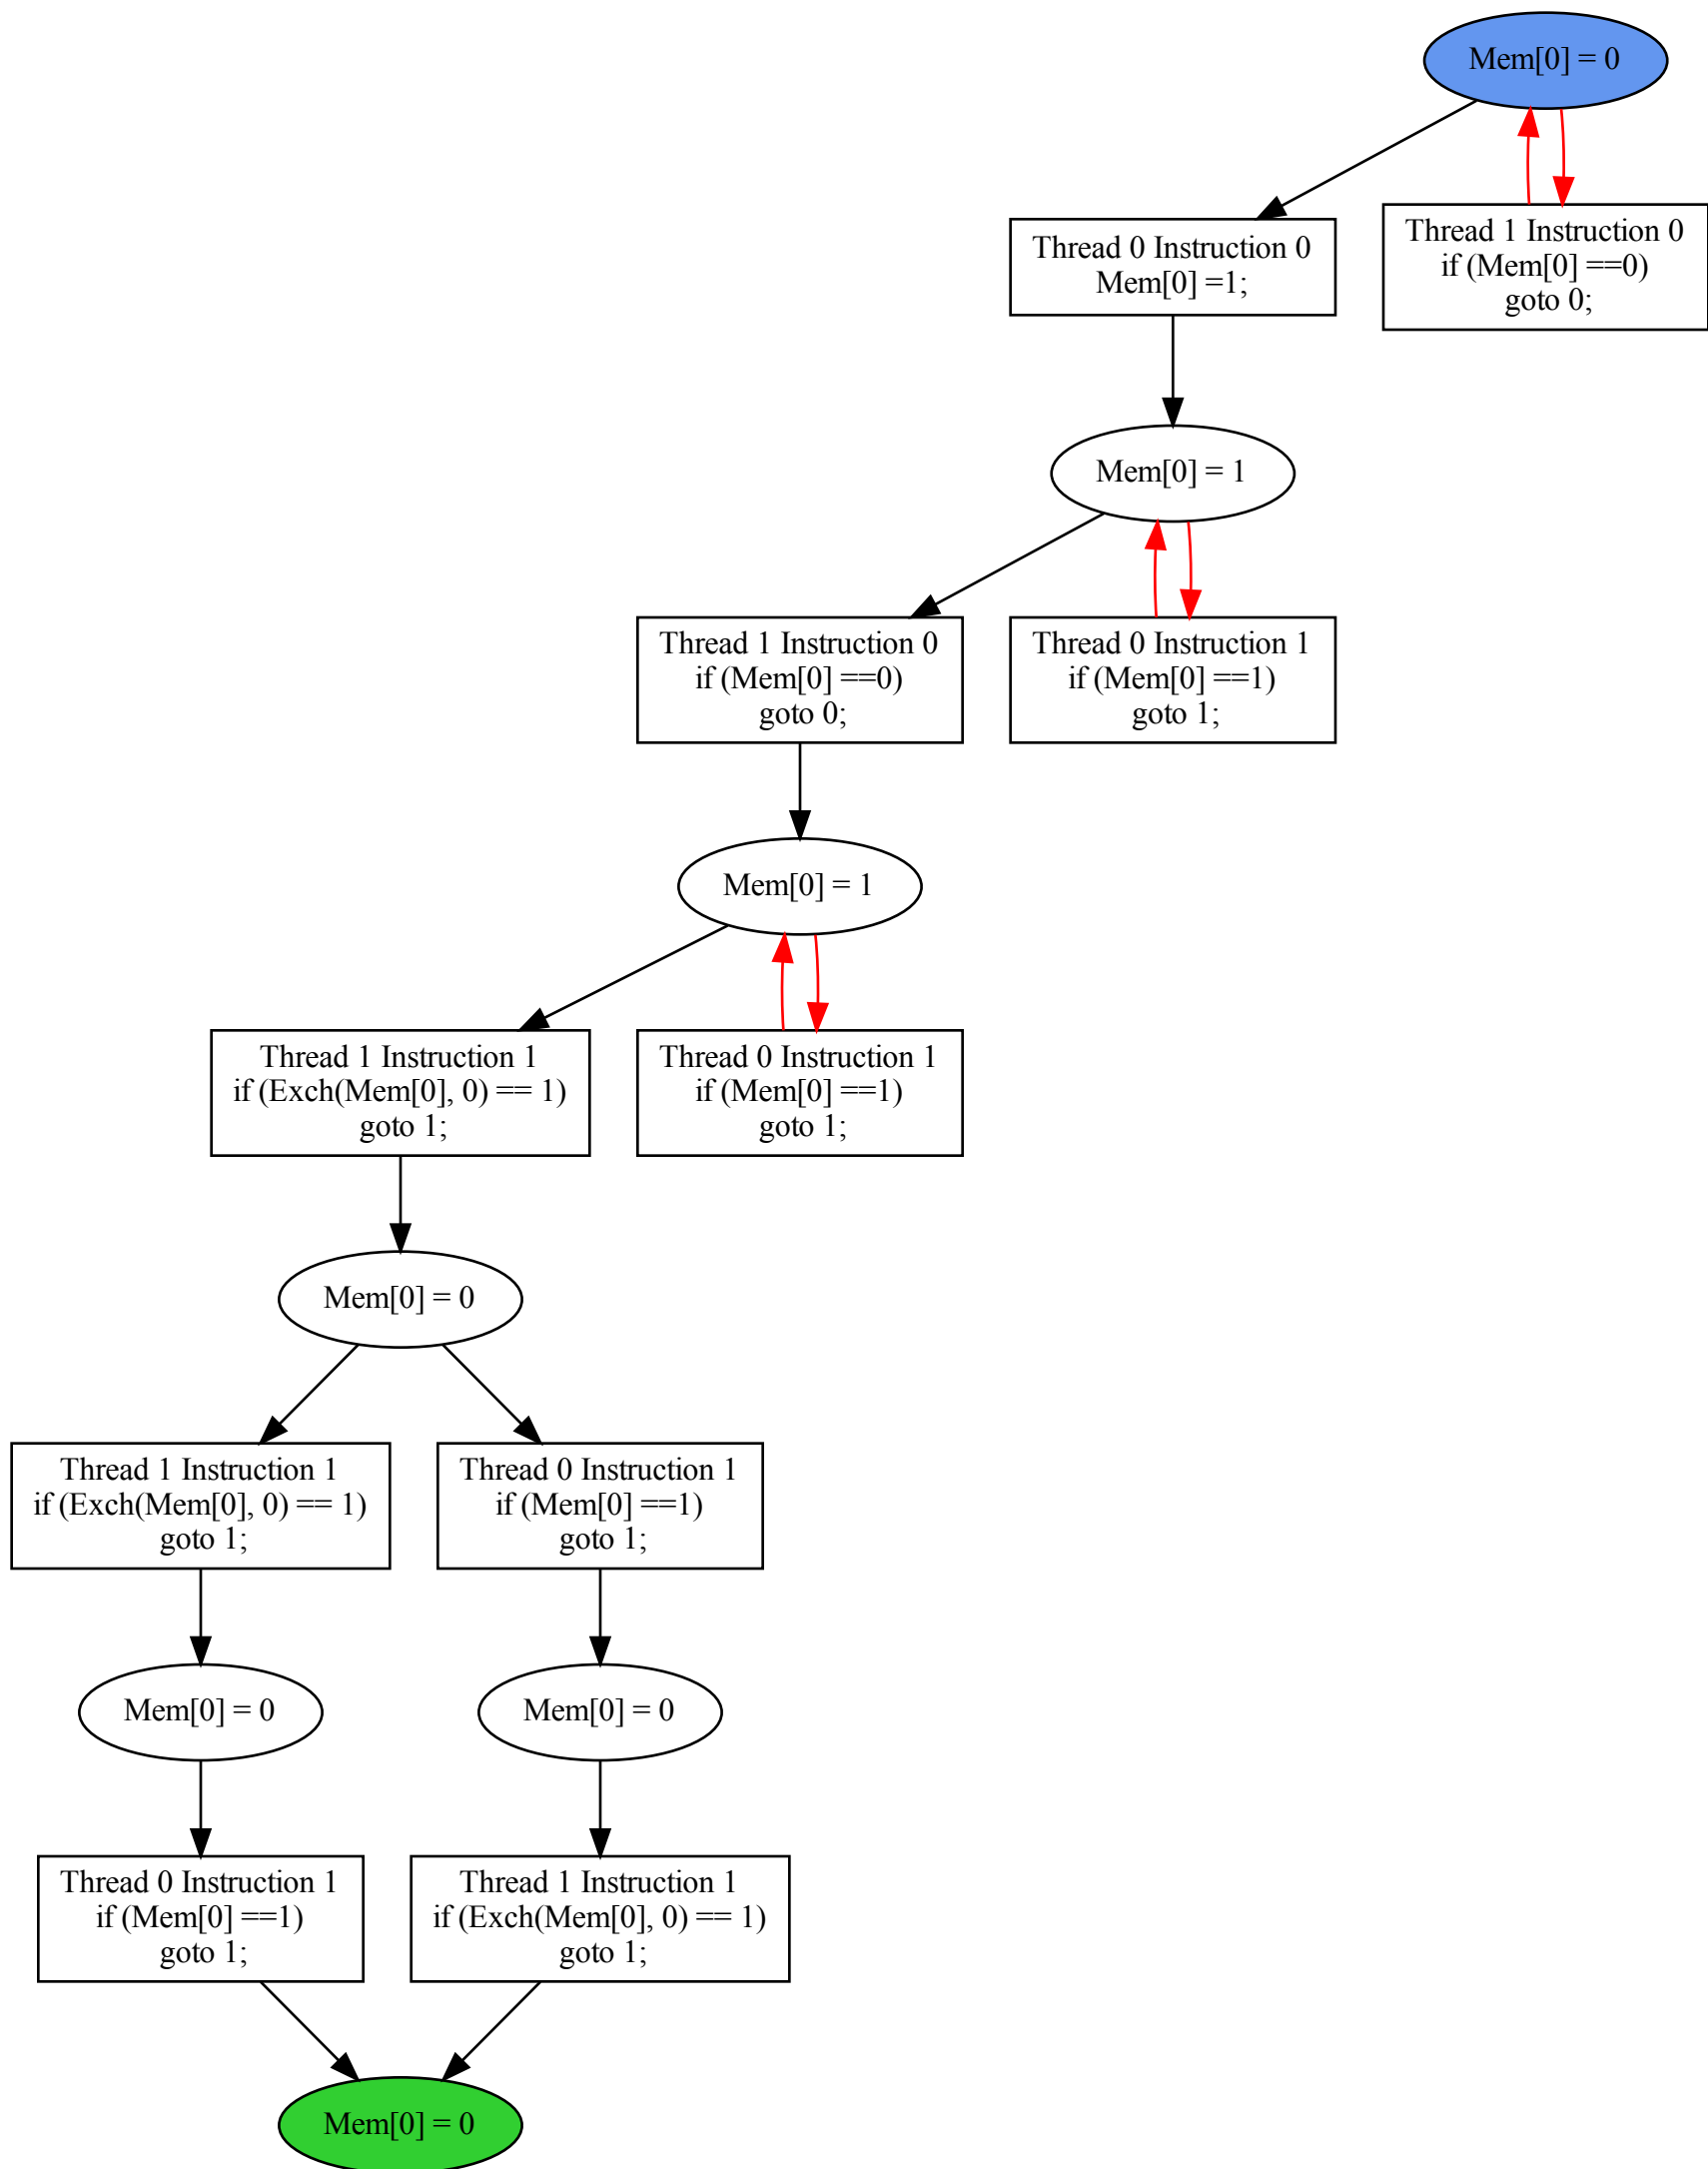 Mem[0] = 0
Thread 0 Instruction 0
Mem[0] =1;
Thread 1 Instruction 0
if (Mem[0] ==0)
goto 0;
Mem[0] = 1
Thread 1 Instruction 0
if (Mem[0] ==0)
goto 0;
Thread 0 Instruction 1
if (Mem[0] ==1)
goto 1;
Mem[0] = 1
Thread 1 Instruction 1
if (Exch(Mem[0], 0) == 1)
goto 1;
Thread 0 Instruction 1
if (Mem[0] ==1)
goto 1;
Mem[0] = 0
Thread 1 Instruction 1
if (Exch(Mem[0], 0) == 1)
goto 1;
Thread 0 Instruction 1
if (Mem[0] ==1)
goto 1;
Mem[0] = 0
Mem[0] = 0
Thread 0 Instruction 1
if (Mem[0] ==1)
goto 1;
Thread 1 Instruction 1
if (Exch(Mem[0], 0) == 1)
goto 1;
Mem[0] = 0